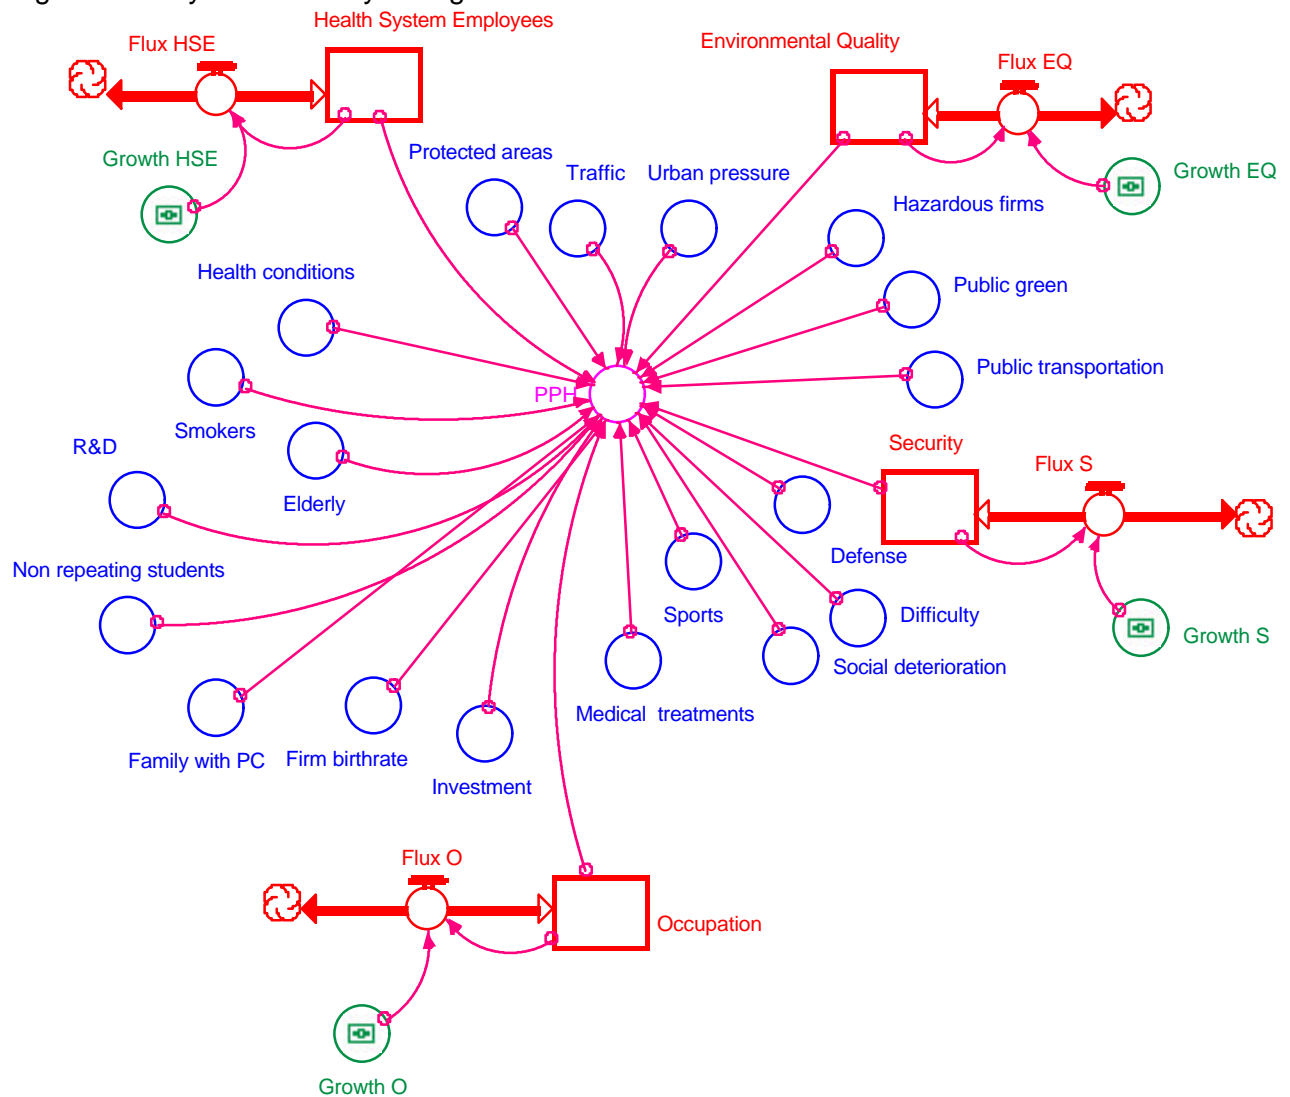 Health System Employees
Flux HSE
Environmental Quality
Flux EQ
Growth HSE
Protected areas
Traffic
Urban pressure
Growth EQ
Hazardous firms
Health conditions
Public green
Public transportation
PPH
Smokers
R&D
Security
Flux S
Elderly
Defense
Non repeating students
Sports
Difficulty
Growth S
Social deterioration
Medical treatments
Family with PC
Firm birthrate
Investment
Flux O
Occupation
Growth O